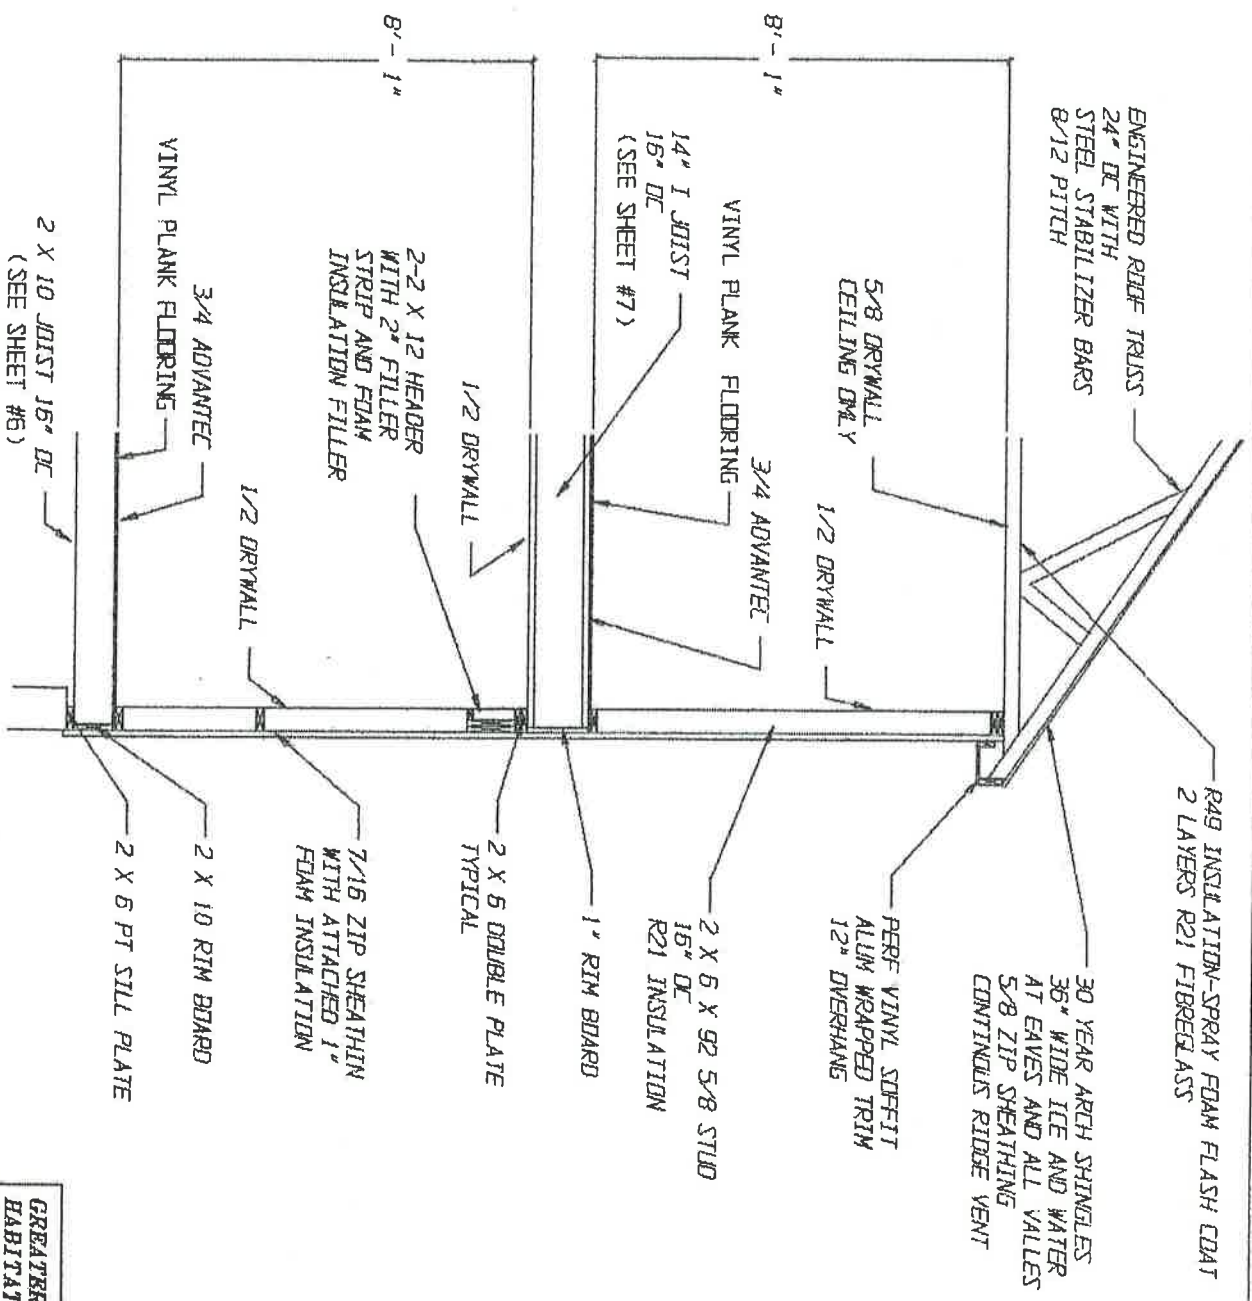 ENGINEERED ROOF TRUSS
24" OC WITH
STEEL STABILIZER BARS
8/12 PITCH
R49 INSULATION-SPRAY FOAM FLASH COAT
2 LAYERS R21 FIBREGLASS
30 YEAR ARCH SHINGLES
36" WIDE ICE AND WATER
AT EAVES AND ALL VALLES
5/8 ZIP SHEATHING
CONTINOUS RIDGE VENT
5/8 DRYWALL
CEILING ONLY
PERF VINYL SOFFIT
ALUM WRAPPED TRIM
12" OVERHANG
8'-1"
1/2 DRYWALL
3/4 ADVANTEC
VINYL PLANK FLOORING
2 X 6 X 92 5/8 STUD
16" OC
R21 INSULATION
14" I JOIST
16" OC
(SEE SHEET #7)
1" RIM BOARD
1/2 DRYWALL
2 X 6 DOUBLE PLATE
TYPICAL
2-2 X 12 HEADER
WITH 2" FILLER
STRIP AND FOAM
INSULATION FILLER
8'-1"
7/16 ZIP SHEATHIN
WITH ATTACHED 1"
FOAM INSULATION
1/2 DRYWALL
3/4 ADVANTEC
VINYL PLANK FLOORING
2 X 10 RIM BOARD
2 X 6 PT SILL PLATE
2 X 10 JOIST 16" OC
(SEE SHEET #6)
GREATER
HABITAT